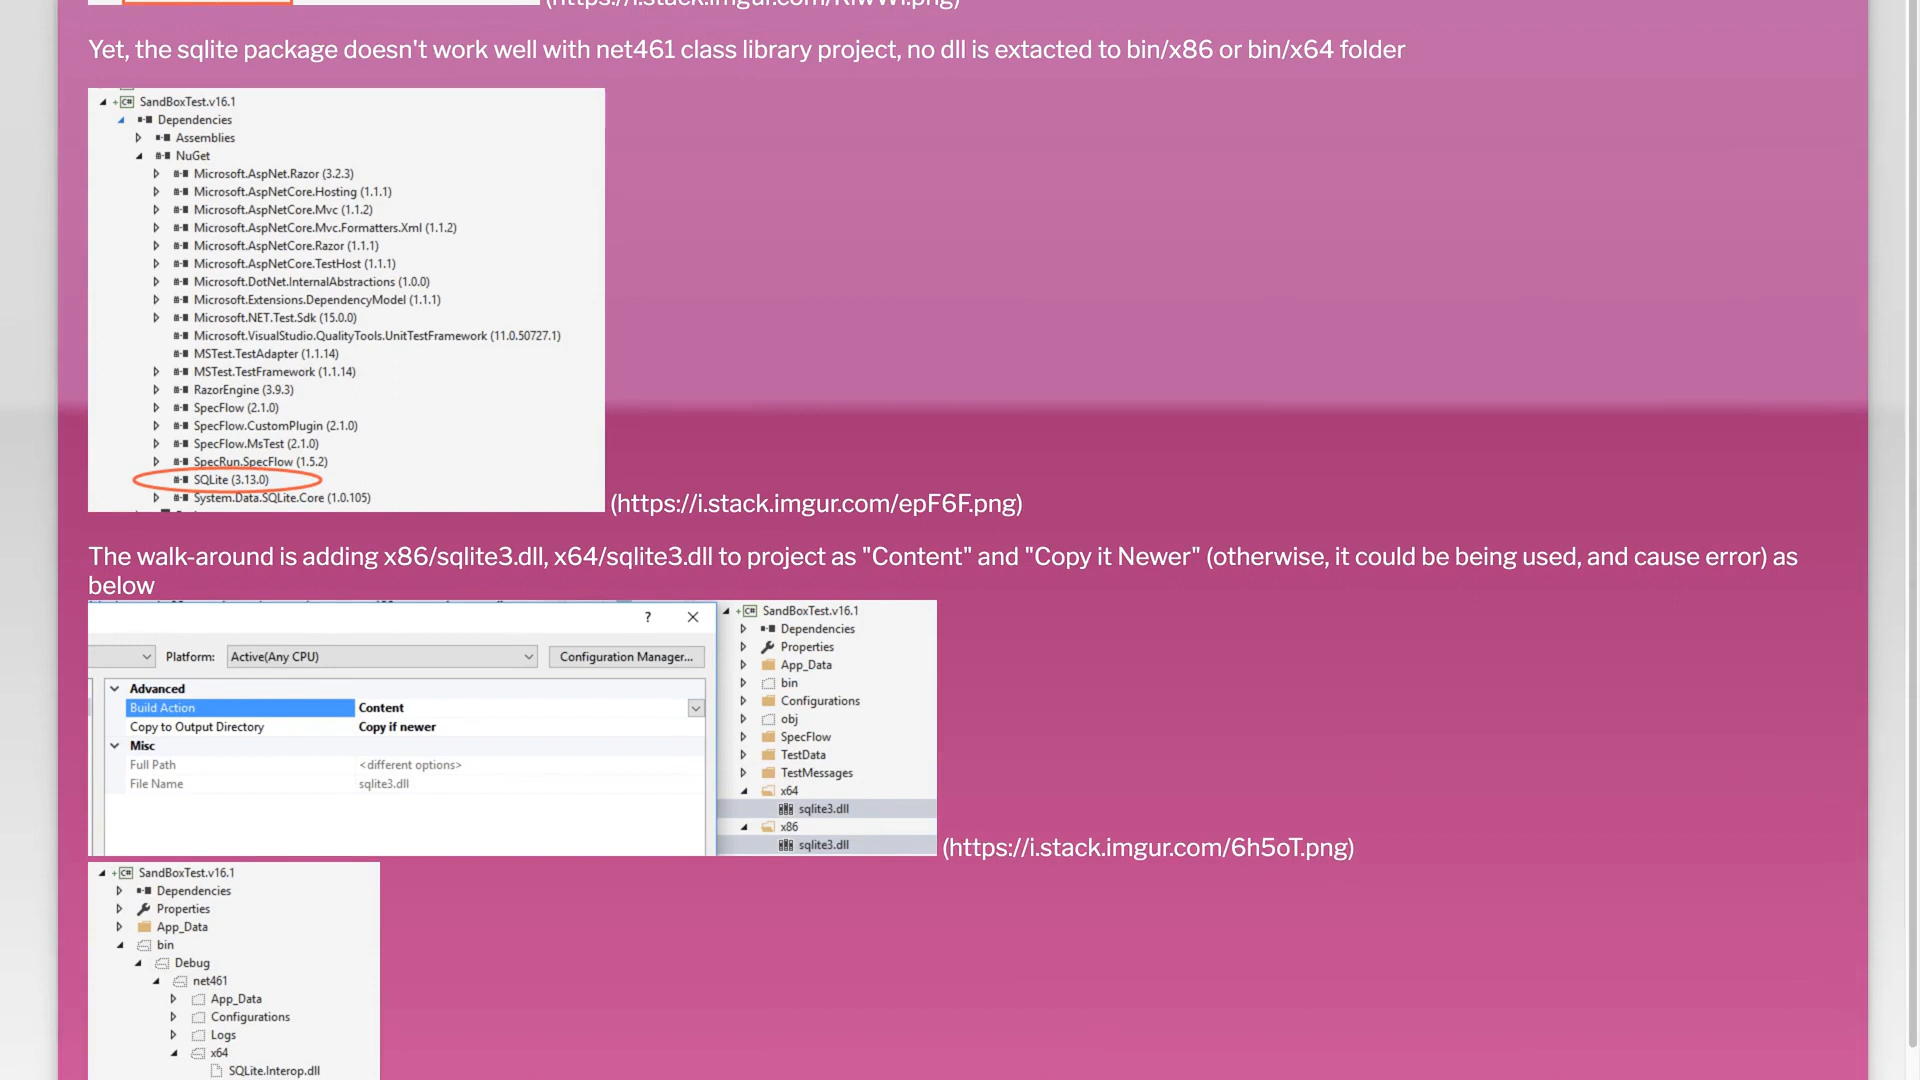 (https://i.stack.imgur.com/RlwWl.png)
Yet, the sqlite package doesn't work well with net461 class library project, no dll is extacted to bin/x86 or bin/x64 folder
SandBoxTest.v16.1
Dependencies
Assemblies
NuGet
Microsoft.AspNet.Razor (3.2.3)
Microsoft.AspNetCore.Hosting (1.1.1)
Microsoft.AspNetCore.Mvc (1.1.2)
Microsoft.AspNetCore.Mvc.Formatters.Xml (1.1.2)
Microsoft.AspNetCore.Razor (1.1.1)
Microsoft.AspNetCore.TestHost (1.1.1)
Microsoft.DotNet.InternalAbstractions (1.0.0)
Microsoft.Extensions.DependencyModel (1.1.1)
Microsoft.NET.Test.Sdk (15.0.0)
Microsoft.VisualStudio.QualityTools.UnitTestFramework (11.0.50727.1)
MSTest.TestAdapter (1.1.14)
MSTest.TestFramework (1.1.14)
RazorEngine (3.9.3)
SpecFlow (2.1.0)
SpecFlow.CustomPlugin (2.1.0)
SpecFlow.MsTest (2.1.0)
SpecRun.SpecFlow (1.5.2)
SQLite (3.13.0)
System.Data.SQLite.Core (1.0.105)
(https://i.stack.imgur.com/epF6F.png)
The walk-around is adding x86/sqlite3.dll, x64/sqlite3.dll to project as "Content" and "Copy it Newer" (otherwise, it could be being used, and cause error) as
below
?
Platform: Active(Any CPU) Configuration Manager...
Advanced
Build Action Content
Copy to Output Directory Copy if newer
Misc
Full Path <different options>
File Name sqlite3.dll
SandBoxTest.v16.1
Dependencies
Properties
App_Data
bin
Configurations
obj
SpecFlow
TestData
TestMessages
x64
sqlite3.dll
x86
sqlite3.dll
(https://i.stack.imgur.com/6h5oT.png)
SandBoxTest.v16.1
Dependencies
Properties
App_Data
bin
Debug
net461
App_Data
Configurations
Logs
x64
SQLite.Interop.dll